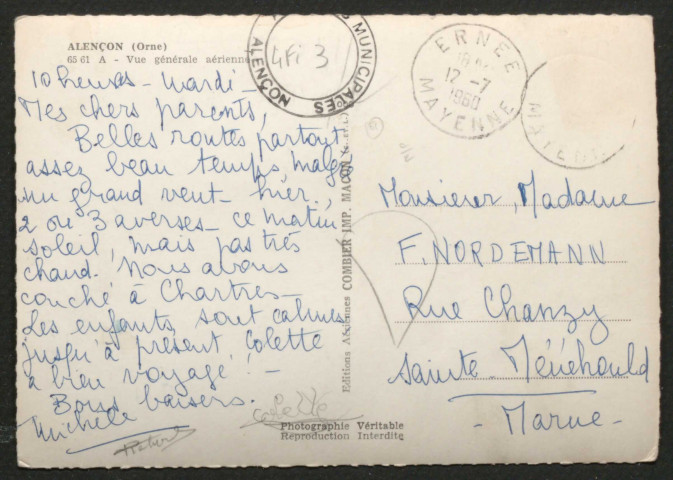 ALENÇON (Orne)
65 61 A - Vue générale aérienne
10 heures - mardi -
Mes chers parents,
Belles routes partout
assez beau temps malgré
un grand vent - hier,
2 ou 3 averses - ce matin
soleil, mais pas très
chaud. Nous avons
couché à Chartres -
Les enfants sont calmes
jusqu'à présent, Colette
a bien voyagé ! -
Bons baisers.
Michèle
Colette
Photographie Véritable
Reproduction Interdite
Editions Aériennes COMBIER IMP. MACON
MUNICIPALES
ALENÇON
4Fi 3
ERNEE
12 -7
1960
MAYENNE
Monsieur, Madame
F. NORDEMANN
Rue Chanzy
Sainte Ménéhould
- Marne -